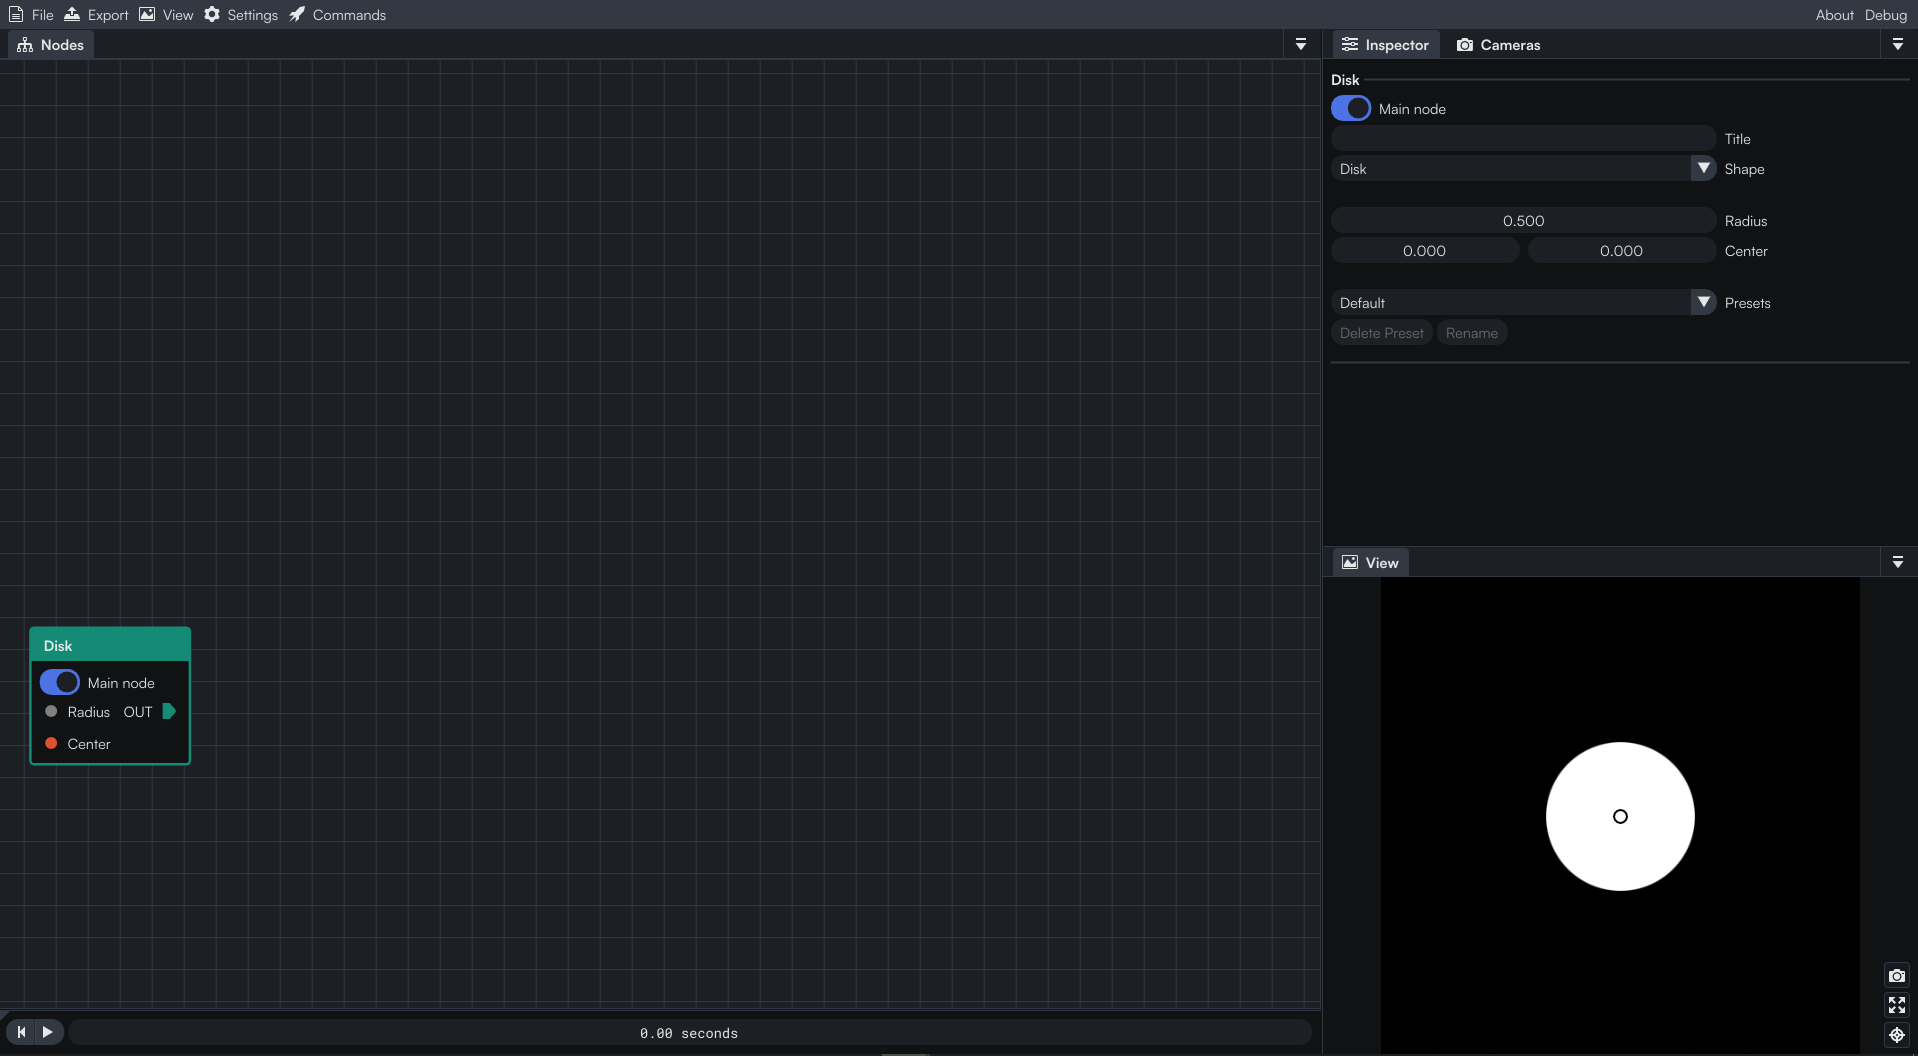 File Export View Settings Commands About Debug
Nodes
Inspector Cameras
Disk
Main node
Title
Disk Shape
0.500 Radius
0.000 0.000 Center
Default Presets
Delete Preset Rename
View
Disk
Main node
Radius OUT
Center
0.00 seconds